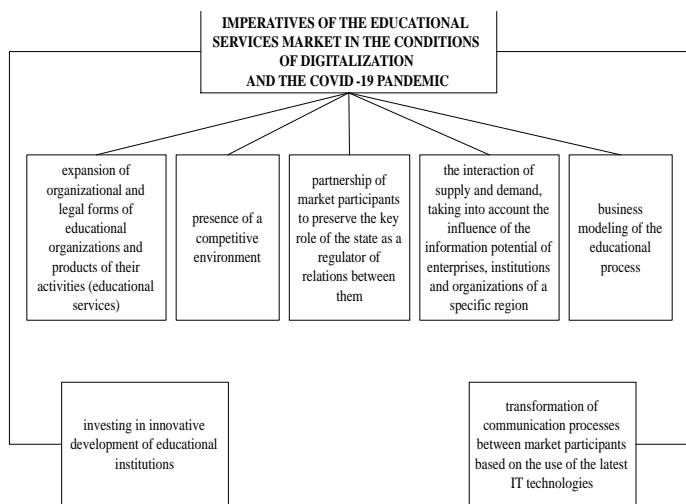 IMPERATIVES OF THE EDUCATIONAL
SERVICES MARKET IN THE CONDITIONS
OF DIGITALIZATION
AND THE COVID -19 PANDEMIC
expansion of
organizational and
legal forms of
educational
organizations and
products of their
activities (educational
services)
presence of a
competitive
environment
partnership of
market participants
to preserve the key
role of the state as a
regulator of
relations between
them
the interaction of
supply and demand,
taking into account the
influence of the
information potential of
enterprises, institutions
and organizations of a
specific region
business
modeling of the
educational
process
investing in innovative
development of educational
institutions
transformation of
communication processes
between market participants
based on the use of the latest
IT technologies